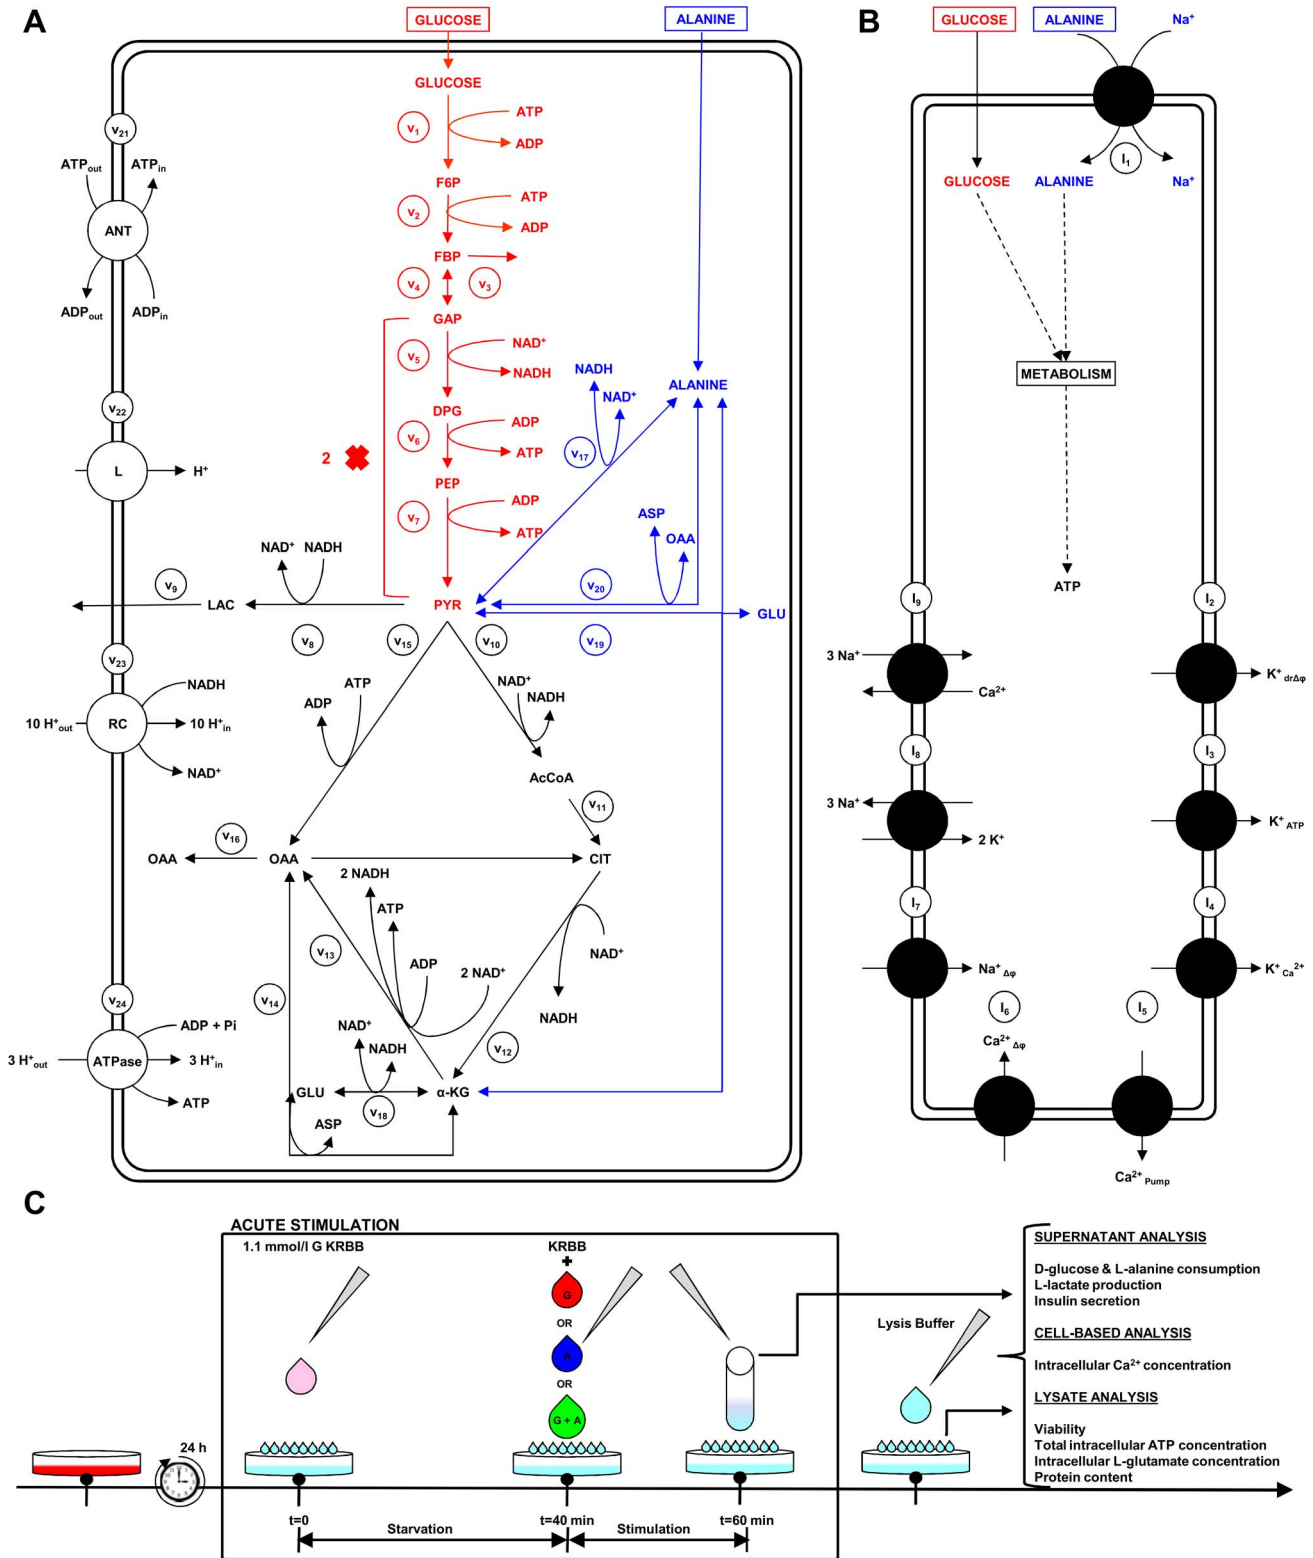 A
GLUCOSE
ALANINE
GLUCOSE
v1
ATP
ADP
F6P
v2
ATP
ADP
FBP
v4
v3
GAP
v5
NAD+
NADH
DPG
v6
ADP
ATP
2
PEP
v7
ADP
ATP
PYR
v21
ATPout
ATPin
ANT
ADPout
ADPin
v22
L
H+
NADH
NAD+
v17
ALANINE
ASP
OAA
v20
v19
GLU
NAD+
NADH
v9
LAC
v8
v15
v10
v23
NADH
10 H+out
RC
10 H+in
NAD+
ADP
ATP
NAD+
NADH
AcCoA
v11
v16
OAA
OAA
CIT
2 NADH
ATP
v13
ADP
2 NAD+
NAD+
NADH
v14
v12
v24
ADP + Pi
3 H+out
ATPase
3 H+in
ATP
NAD+
NADH
GLU
α-KG
v18
ASP
B
GLUCOSE
ALANINE
Na+
I1
GLUCOSE
ALANINE
Na+
METABOLISM
ATP
I9
I2
3 Na+
Ca2+
K+drΔφ
I8
I3
3 Na+
2 K+
K+ATP
I7
I4
Na+Δφ
K+Ca2+
I6
I5
Ca2+Δφ
Ca2+Pump
C
ACUTE STIMULATION
1.1 mmol/l G KRBB
KRBB
+
G
OR
A
OR
G + A
24 h
Lysis Buffer
t=0
t=40 min
t=60 min
Starvation
Stimulation
SUPERNATANT ANALYSIS
D-glucose & L-alanine consumption
L-lactate production
Insulin secretion
CELL-BASED ANALYSIS
Intracellular Ca2+ concentration
LYSATE ANALYSIS
Viability
Total intracellular ATP concentration
Intracellular L-glutamate concentration
Protein content